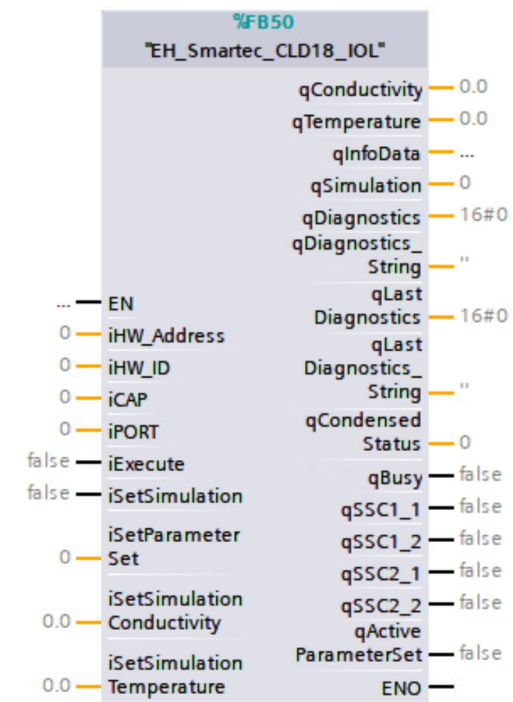 %FB50
"EH_Smartec_CLD18_IOL"
qConductivity 0.0
qTemperature 0.0
qInfoData ...
qSimulation 0
qDiagnostics 16#0
qDiagnostics_
String ''
... EN
qLast
Diagnostics 16#0
0 iHW_Address
qLast
Diagnostics_
String ''
0 iHW_ID
0 iCAP
0 iPORT
qCondensed
Status 0
false iExecute
qBusy false
false iSetSimulation
qSSC1_1 false
iSetParameter
0 Set
qSSC1_2 false
qSSC2_1 false
iSetSimulation
0.0 Conductivity
qSSC2_2 false
qActive
ParameterSet false
iSetSimulation
0.0 Temperature
ENO